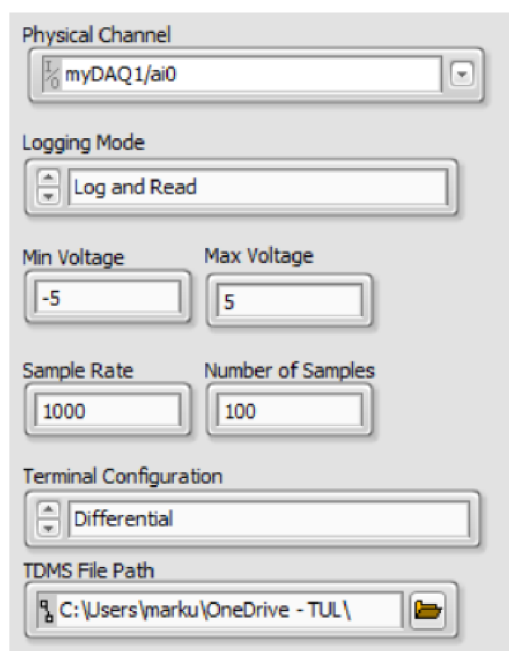 Physical Channel
I/O myDAQ1/ai0
Logging Mode
Log and Read
Min Voltage Max Voltage
-5 5
Sample Rate Number of Samples
1000 100
Terminal Configuration
Differential
TDMS File Path
C:\Users\marku\OneDrive - TUL\